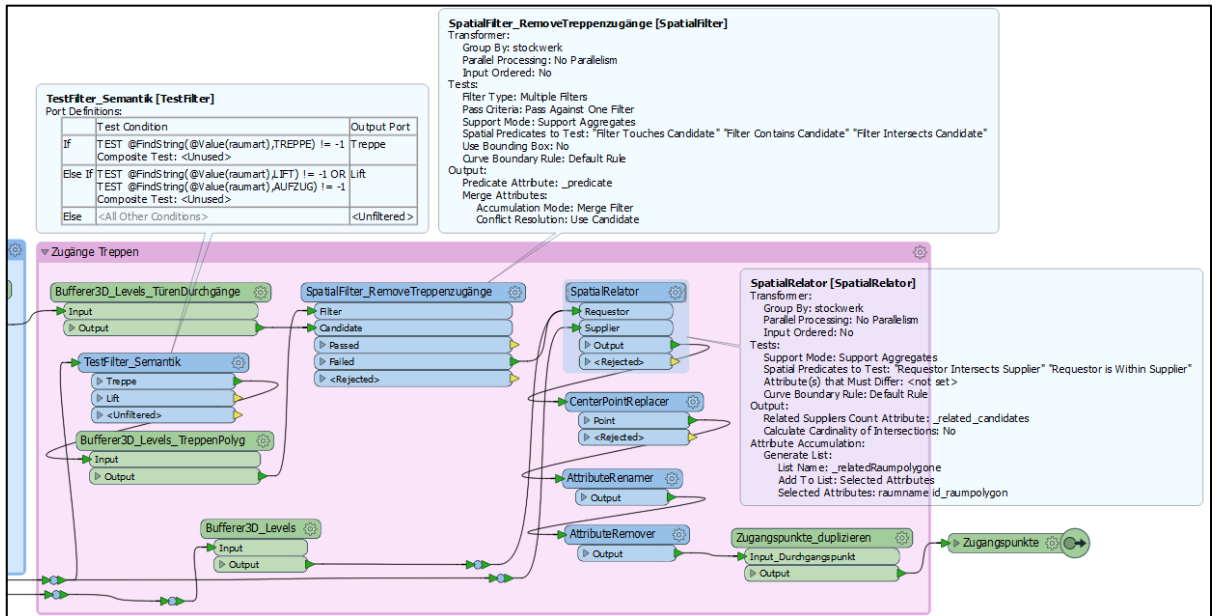 SpatialFilter_RemoveTreppenzugänge [SpatialFilter]
Transformer:
Group By: stockwerk
Parallel Processing: No Parallelism
Input Ordered: No
Tests:
Filter Type: Multiple Filters
Pass Criteria: Pass Against One Filter
Support Mode: Support Aggregates
Spatial Predicates to Test: "Filter Touches Candidate" "Filter Contains Candidate" "Filter Intersects Candidate"
Use Bounding Box: No
Curve Boundary Rule: Default Rule
Output:
Predicate Attribute: _predicate
Merge Attributes:
Accumulation Mode: Merge Filter
Conflict Resolution: Use Candidate
TestFilter_Semantik [TestFilter]
Port Definitions:
Test Condition Output Port
If TEST @FindString(@Value(raumart),TREPPE) != -1 Treppe
Composite Test: <Unused>
Else If TEST @FindString(@Value(raumart),LIFT) != -1 OR Lift
TEST @FindString(@Value(raumart),AUFZUG) != -1
Composite Test: <Unused>
Else <All Other Conditions> <Unfiltered>
Zugänge Treppen
Bufferer3D_Levels_TürenDurchgänge
Input
Output
TestFilter_Semantik
Treppe
Lift
<Unfiltered>
Bufferer3D_Levels_TreppenPolyg
Input
Output
Bufferer3D_Levels
Input
Output
SpatialFilter_RemoveTreppenzugänge
Filter
Candidate
Passed
Failed
<Rejected>
SpatialRelator
Requestor
Supplier
Output
<Rejected>
CenterPointReplacer
Point
<Rejected>
AttributeRenamer
Output
AttributeRemover
Output
Zugangspunkte_duplizieren
Input_Durchgangspunkt
Output
Zugangspunkte
SpatialRelator [SpatialRelator]
Transformer:
Group By: stockwerk
Parallel Processing: No Parallelism
Input Ordered: No
Tests:
Support Mode: Support Aggregates
Spatial Predicates to Test: "Requestor Intersects Supplier" "Requestor is Within Supplier"
Attribute(s) that Must Differ: <not set>
Curve Boundary Rule: Default Rule
Output:
Related Suppliers Count Attribute: _related_candidates
Calculate Cardinality of Intersections: No
Attribute Accumulation:
Generate List:
List Name: _relatedRaumpolygone
Add To List: Selected Attributes
Selected Attributes: raumname id_raumpolygon